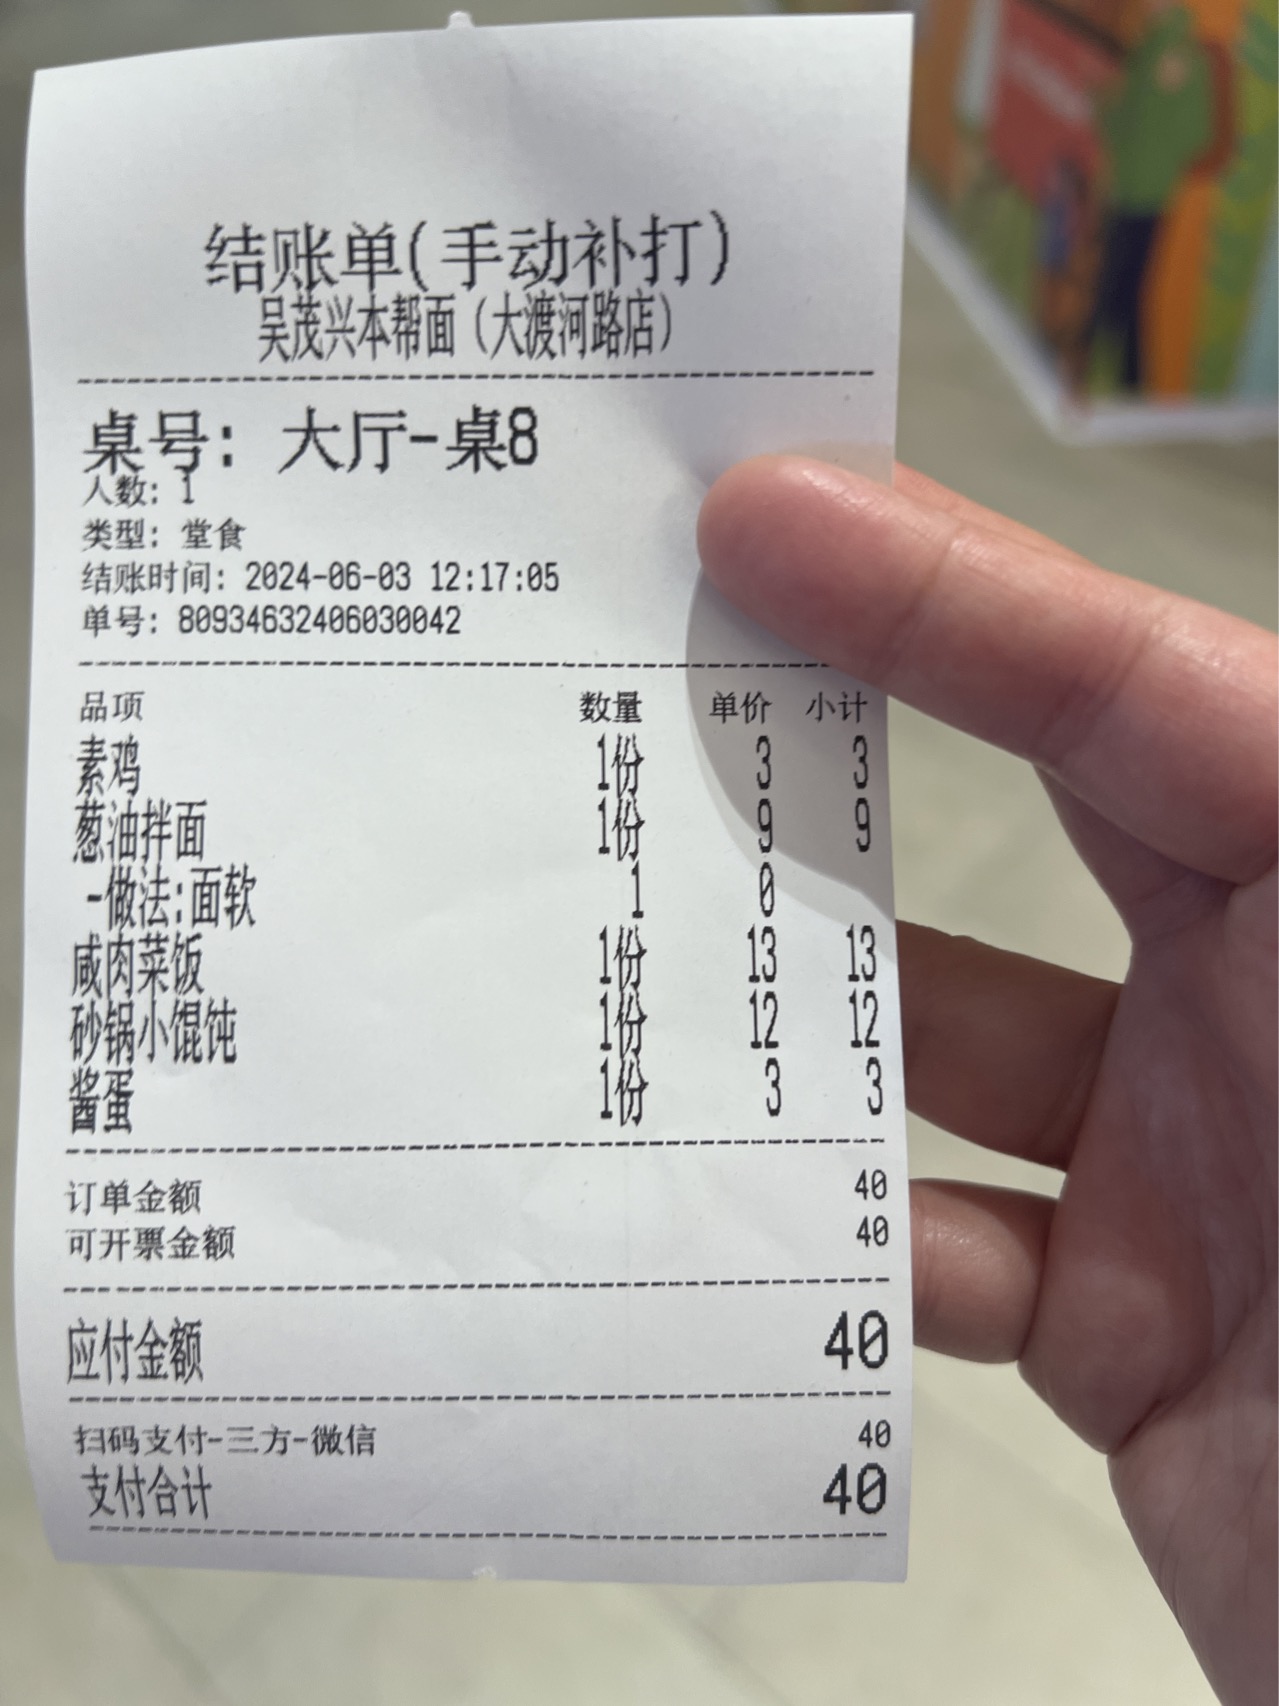 结账单(手动补打)
吴茂兴本帮面（大渡河路店）
桌号: 大厅-桌8
人数: 1
类型: 堂食
结账时间: 2024-06-03 12:17:05
单号: 80934632406030042
品项 数量 单价 小计
素鸡 1份 3 3
葱油拌面 1份 9 9
-做法:面软 1 0
咸肉菜饭 1份 13 13
砂锅小馄饨 1份 12 12
酱蛋 1份 3 3
订单金额 40
可开票金额 40
应付金额 40
扫码支付-三方-微信 40
支付合计 40